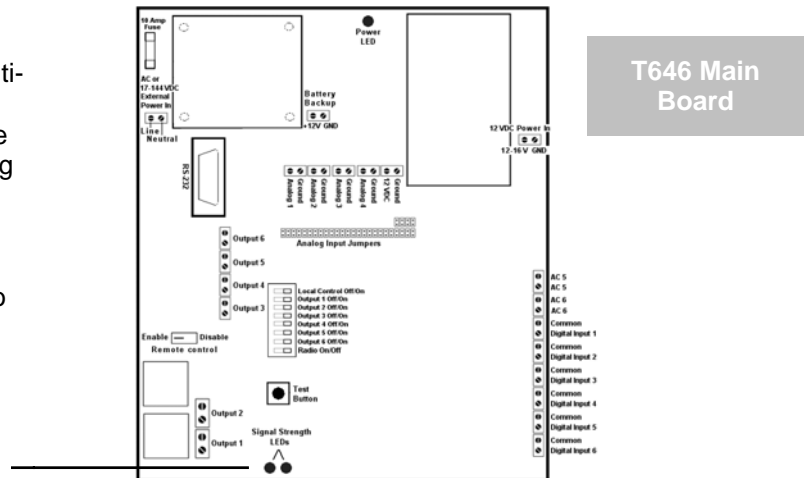 10 Amp
Fuse
Power
LED
ti-
e
g
o
T646 Main
Board
AC or
17-144 VDC
External
Power In
Line
Neutral
Battery
Backup
+12V GND
12 VDC Power In
12-16 V GND
RS-232
Analog 1
Ground
Analog 2
Ground
Analog 3
Ground
Analog 4
Ground
12 VDC
Ground
Analog Input Jumpers
Output 6
Output 5
Output 4
Output 3
Local Control Off/On
Output 1 Off/On
Output 2 Off/On
Output 3 Off/On
Output 4 Off/On
Output 5 Off/On
Output 6 Off/On
Radio On/Off
Enable
Disable
Remote control
Test
Button
Output 2
Output 1
Signal Strength
LEDs
AC 5
AC 5
AC 6
AC 6
Common
Digital Input 1
Common
Digital Input 2
Common
Digital Input 3
Common
Digital Input 4
Common
Digital Input 5
Common
Digital Input 6